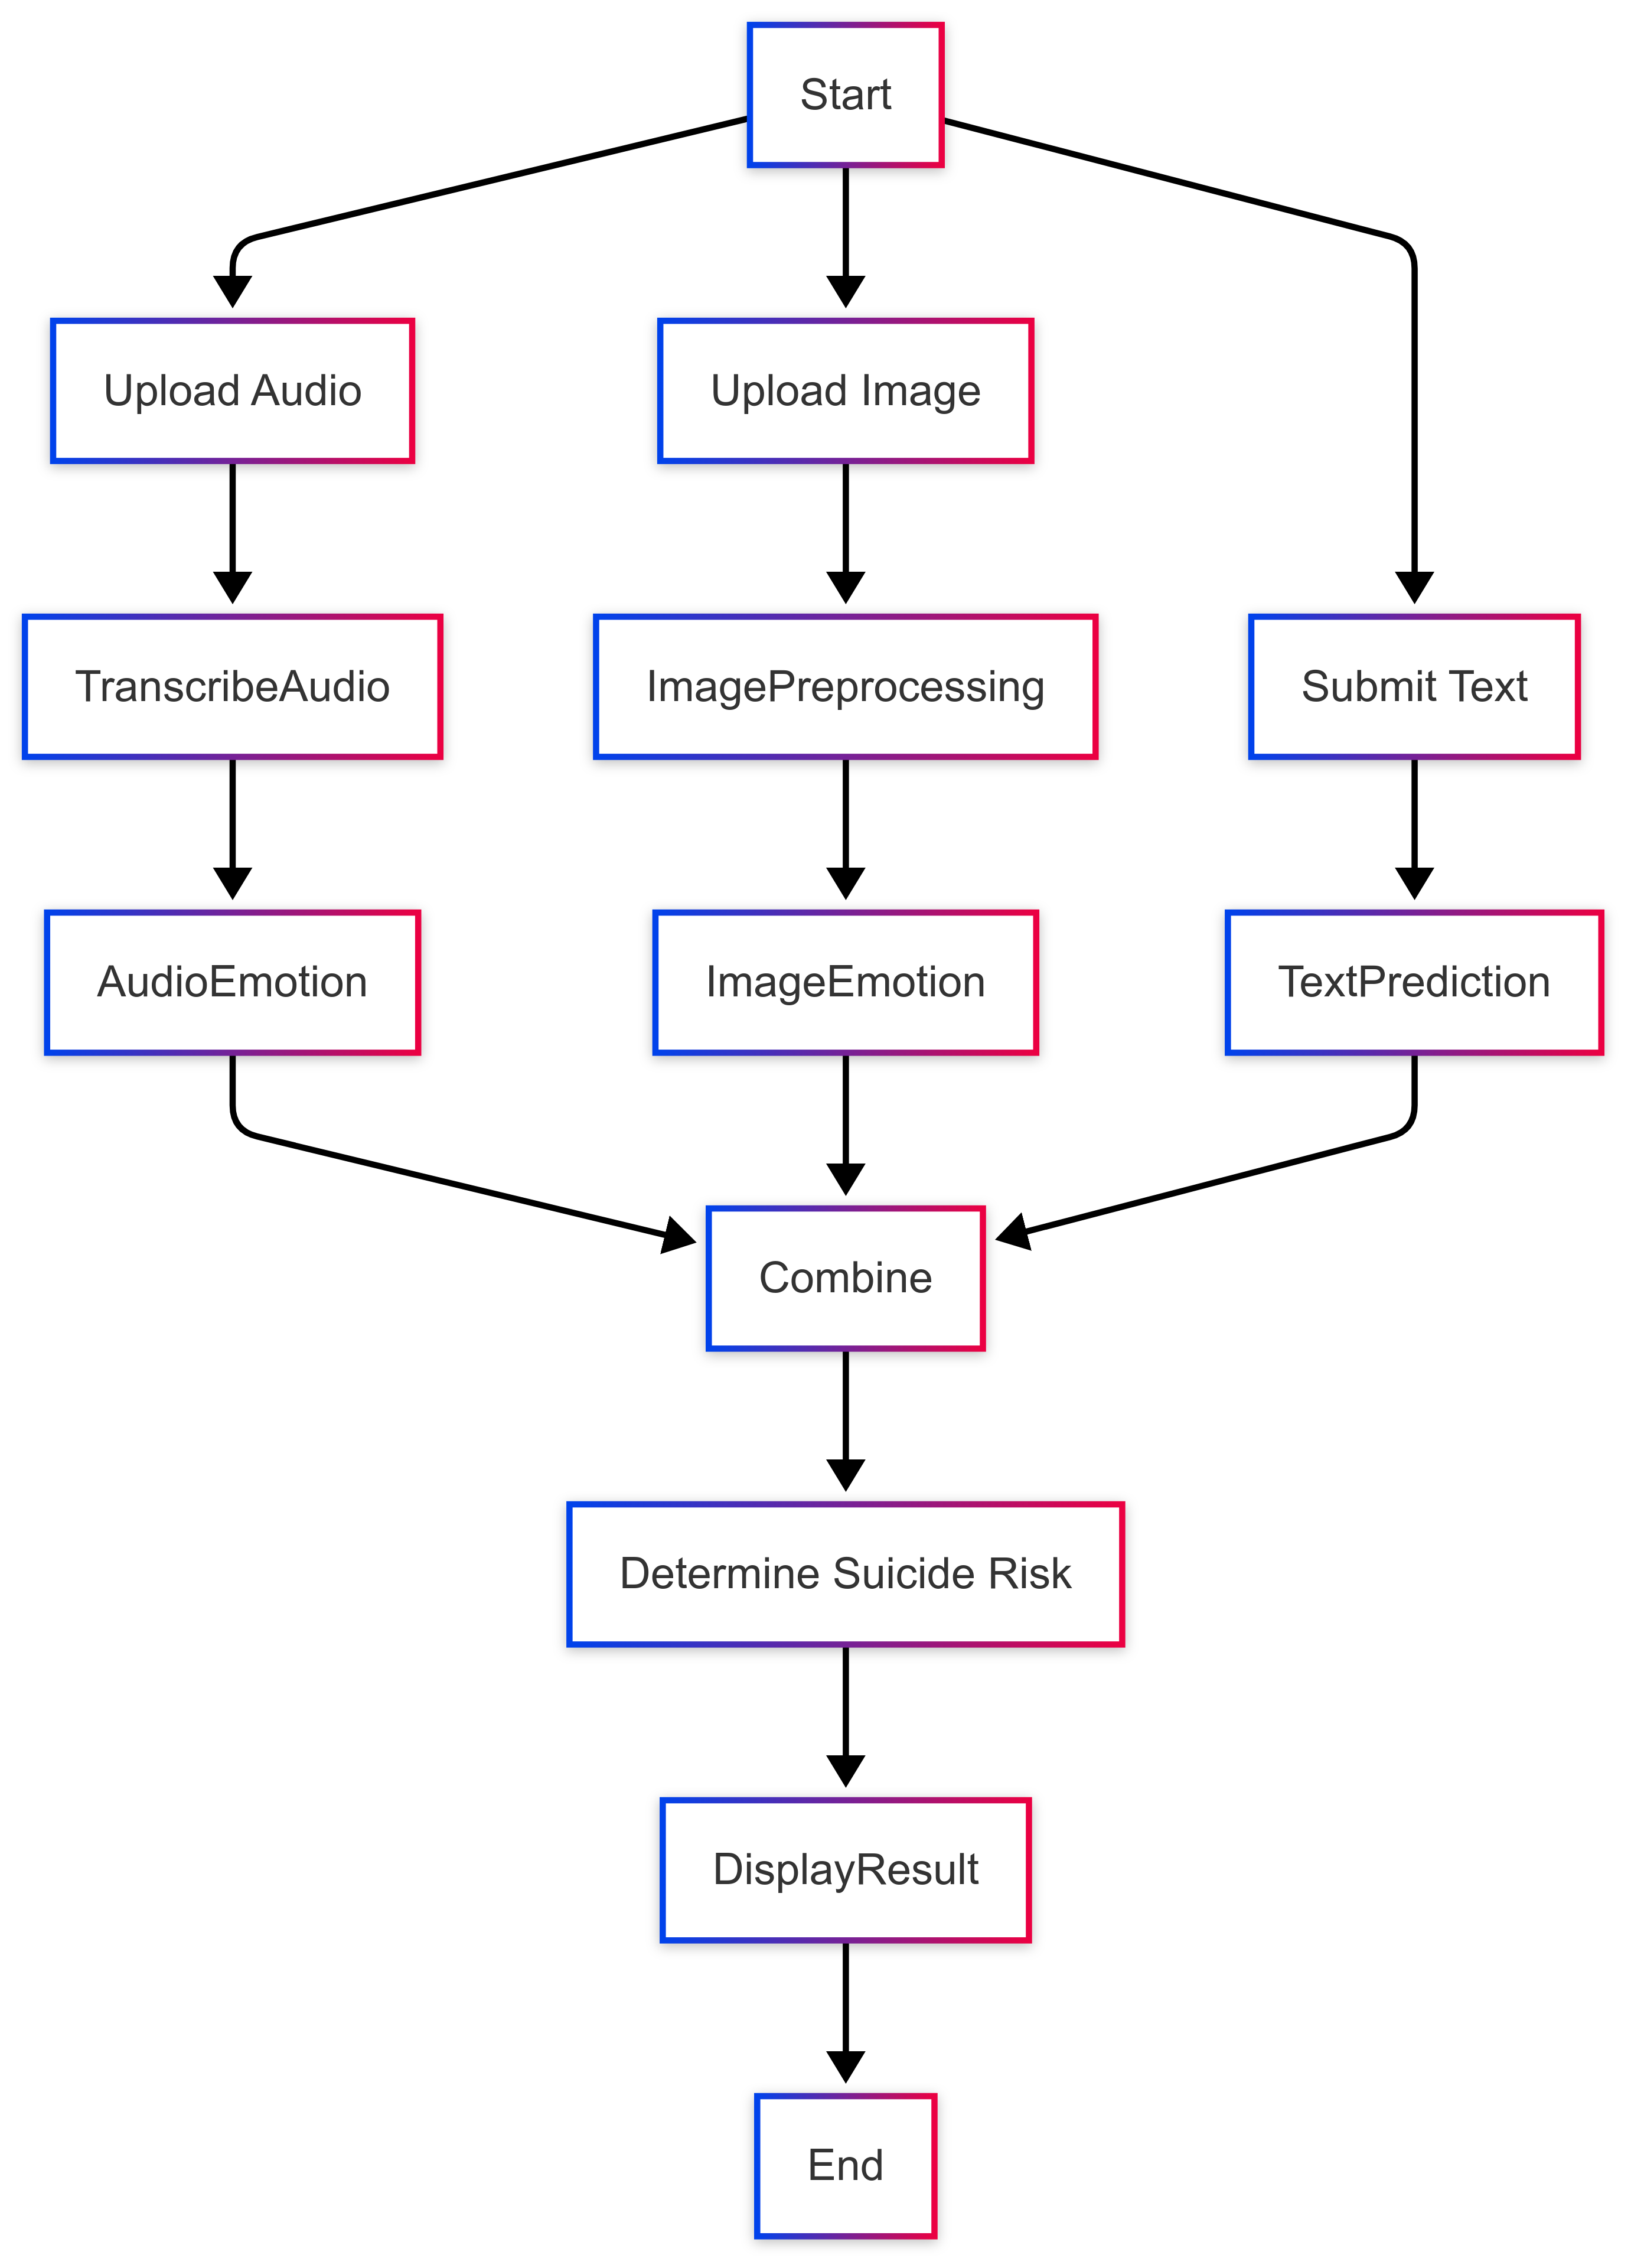 Start
Upload Audio
Upload Image
TranscribeAudio
ImagePreprocessing
Submit Text
AudioEmotion
ImageEmotion
TextPrediction
Combine
Determine Suicide Risk
DisplayResult
End